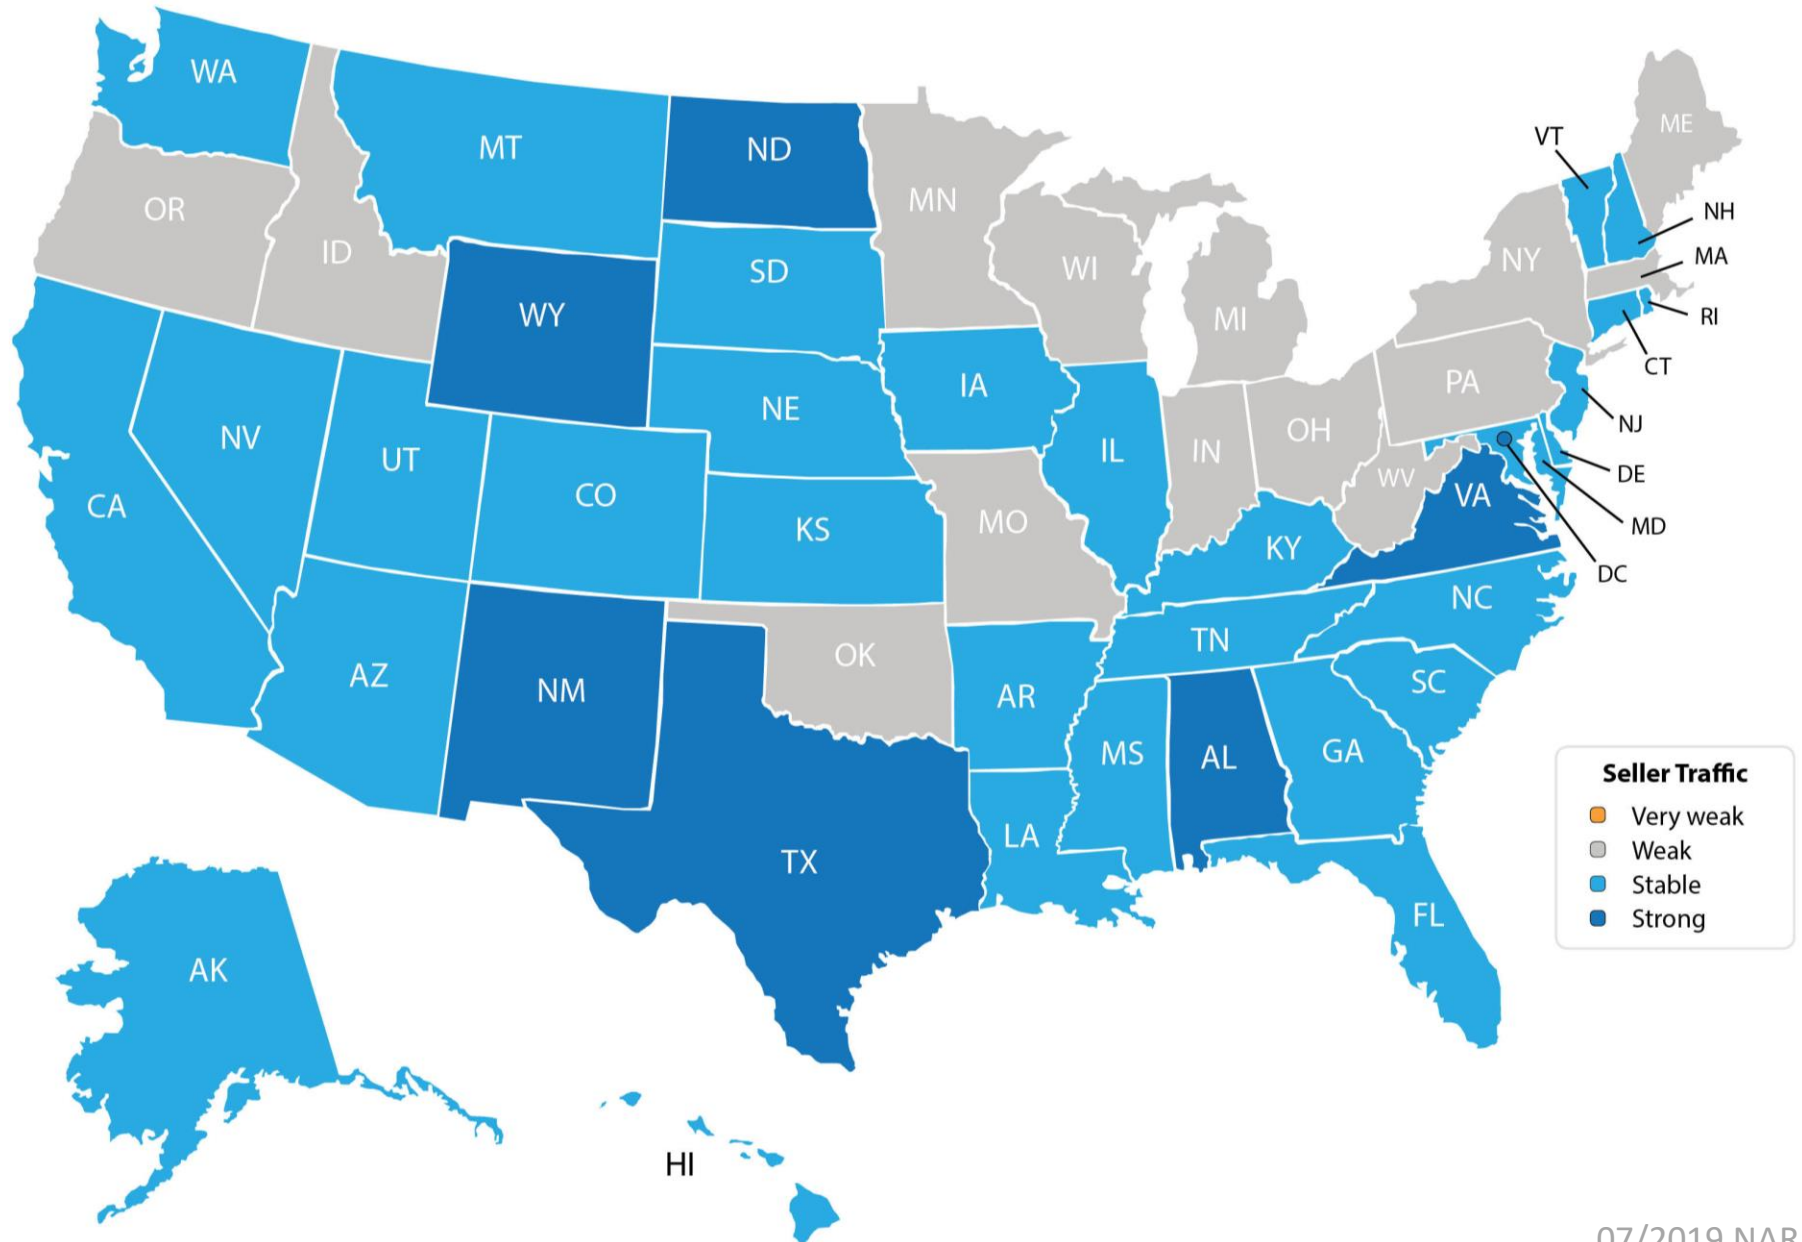 WA
MT
ND
MN
ME
VT
OR
ID
WI
NY
NH
MA
SD
WY
MI
RI
CT
IA
NE
PA
NV
UT
IL
IN
OH
NJ
CO
KS
WV
DE
CA
VA
MD
MO
KY
DC
NC
TN
AZ
NM
OK
AR
SC
MS
AL
GA
LA
TX
FL
AK
HI
Seller Traffic
Very weak
Weak
Stable
Strong
07/2019 NAR